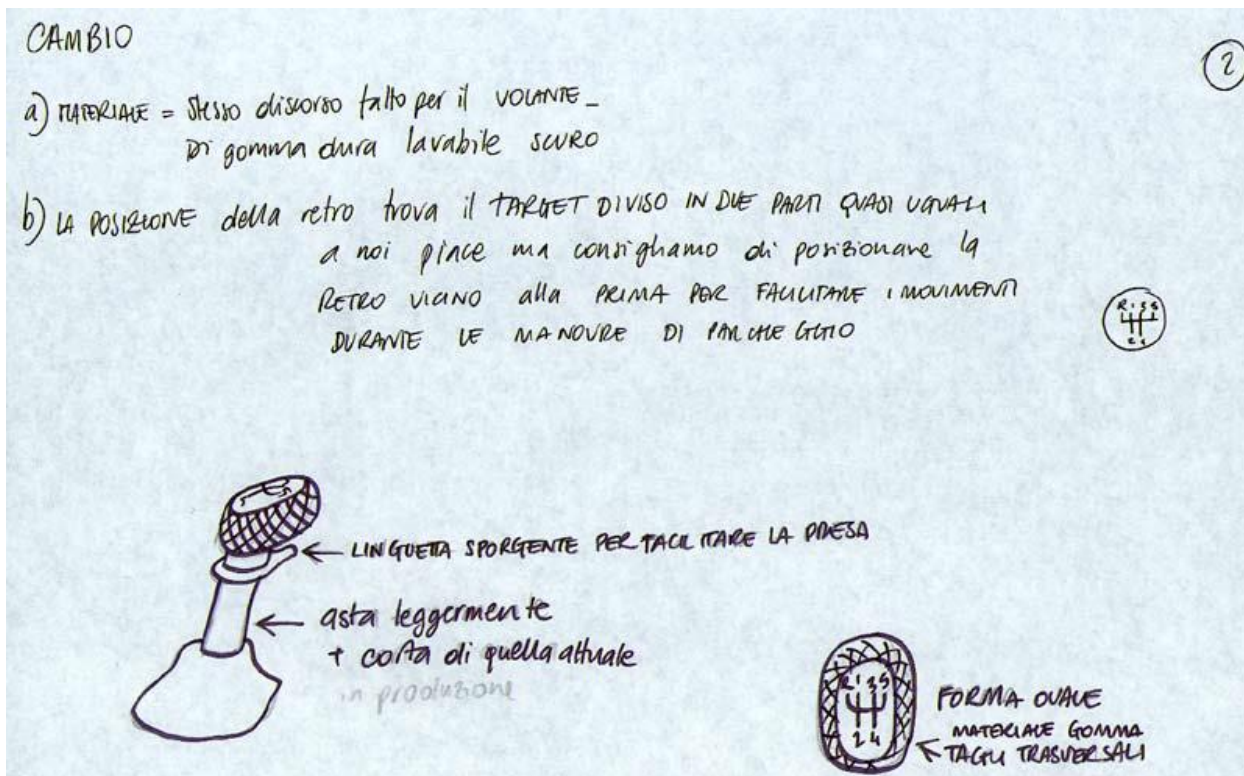 CAMBIO
2
a) MATERIALE = stesso discorso fatto per il VOLANTE_
Di gomma dura lavabile SCURO
b) LA POSIZIONE della retro trova il TARGET DIVISO IN DUE PARTI QUASI UGUALI
a noi piace ma consigliamo di posizionare la
RETRO VICINO alla PRIMA PER FACILITARE I MOVIMENTI
DURANTE LE MANOVRE DI PARCHEGGIO
R 1 3 5
2 4
LINGUETTA SPORGENTE PER FACILITARE LA PRESA
asta leggermente
+ corta di quella attuale
in produzione
R 1 3 5
2 4
FORMA OVALE
MATERIALE GOMMA
TAGLI TRASVERSALI